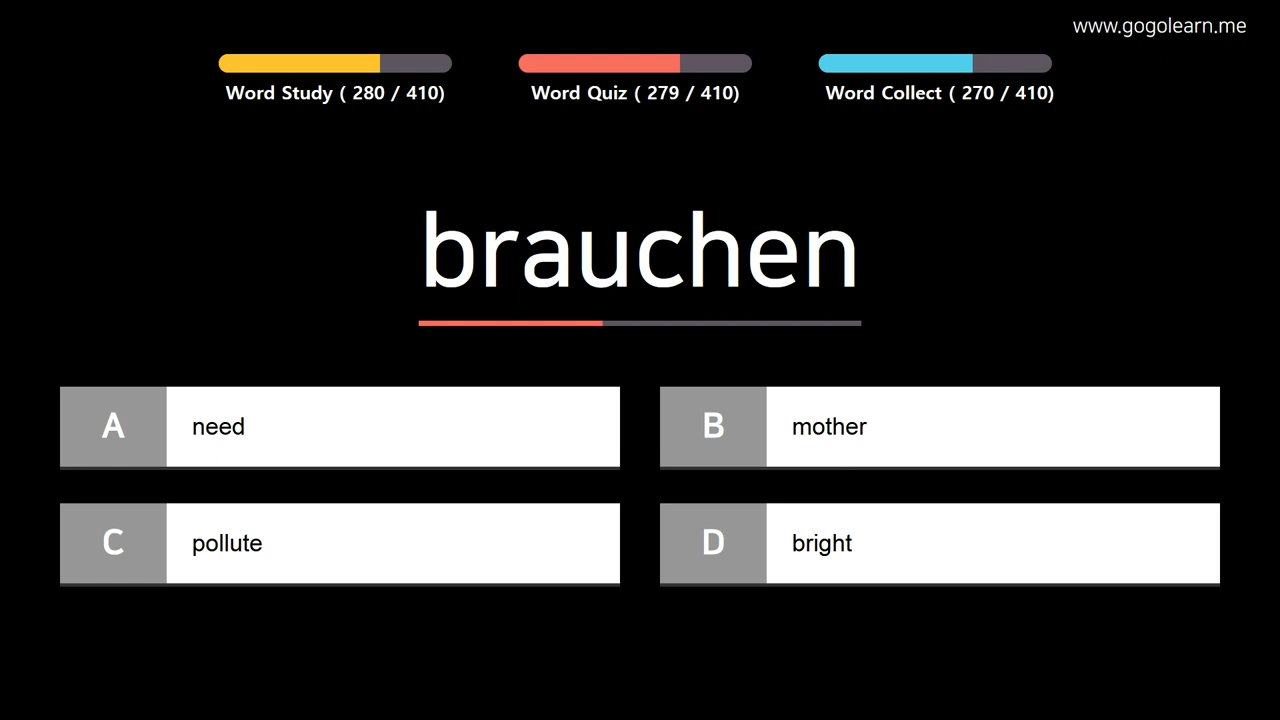 www.gogolearn.me
Word Study ( 280 / 410)
Word Quiz ( 279 / 410)
Word Collect ( 270 / 410)
brauchen
A need
B mother
C pollute
D bright